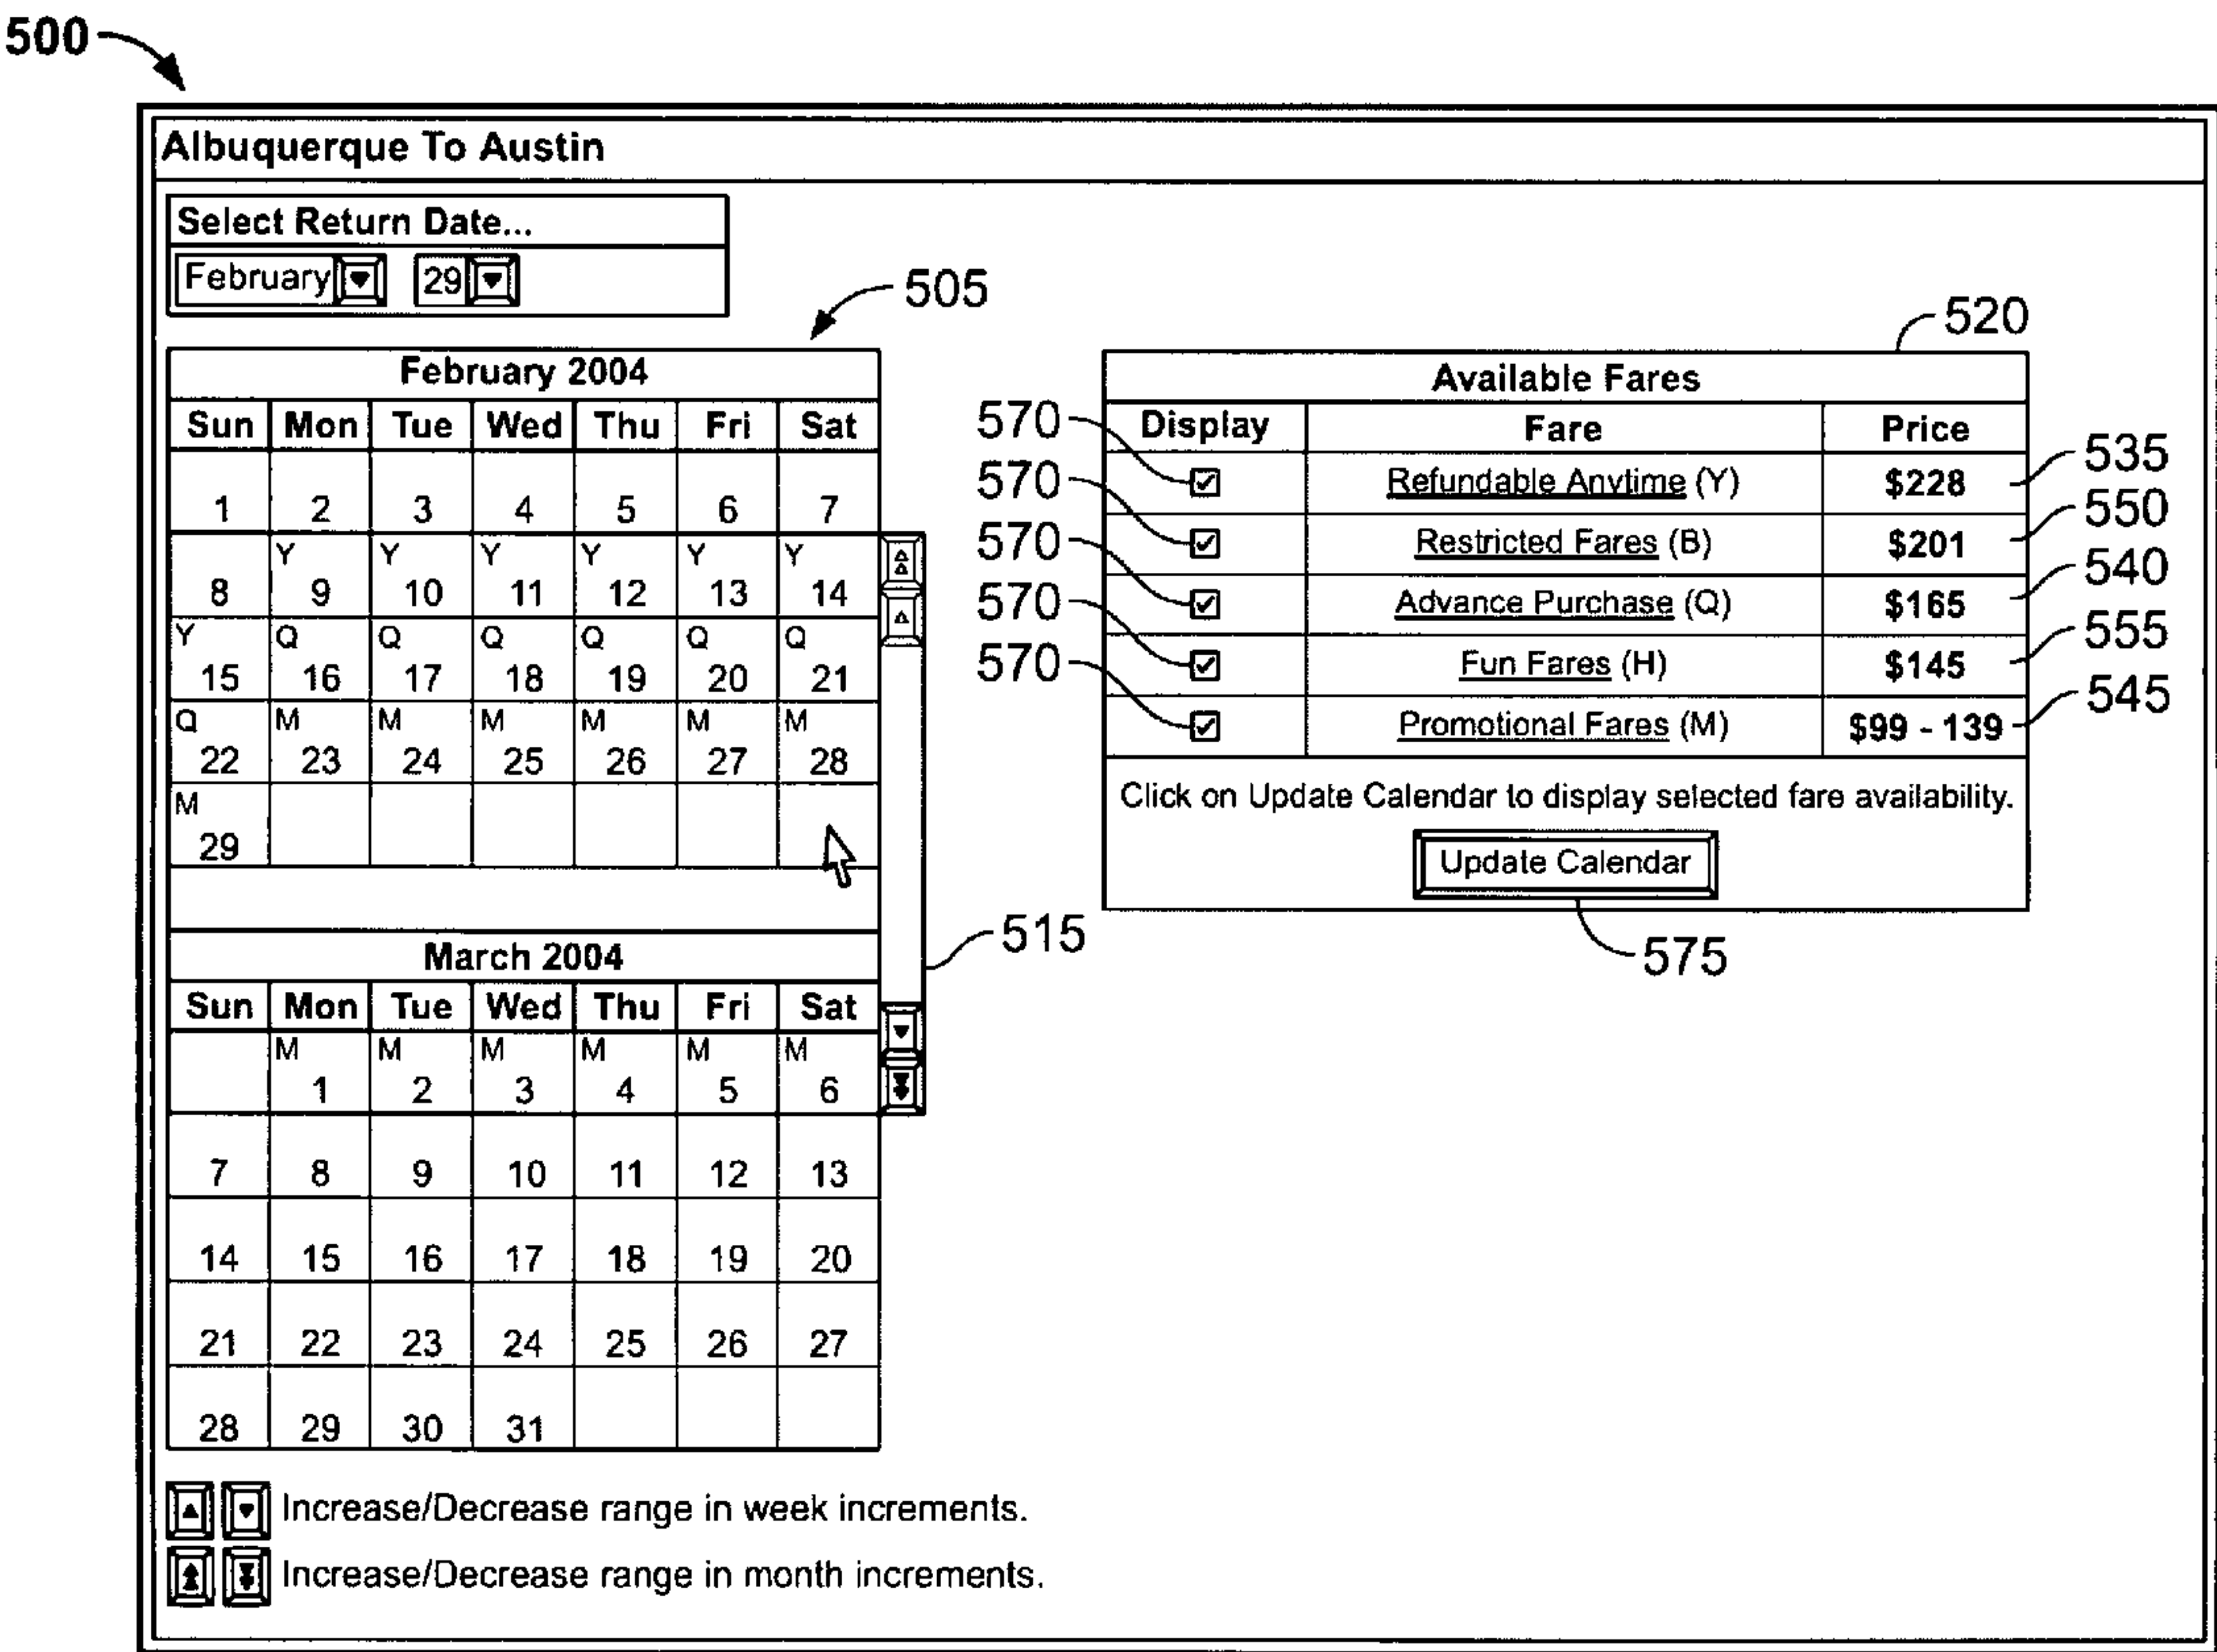 500
Albuquerque To Austin
Select Return Date...
February 29
505
February 2004
Sun Mon Tue Wed Thu Fri Sat
1 2 3 4 5 6 7
Y Y Y Y Y Y
8 9 10 11 12 13 14
Y Q Q Q Q Q Q
15 16 17 18 19 20 21
Q M M M M M M
22 23 24 25 26 27 28
M
29
515
March 2004
Sun Mon Tue Wed Thu Fri Sat
M M M M M M
1 2 3 4 5 6
7 8 9 10 11 12 13
14 15 16 17 18 19 20
21 22 23 24 25 26 27
28 29 30 31
Increase/Decrease range in week increments.
Increase/Decrease range in month increments.
520
Available Fares
Display Fare Price
570 Refundable Anytime (Y) $228 535
570 Restricted Fares (B) $201 550
570 Advance Purchase (Q) $165 540
570 Fun Fares (H) $145 555
570 Promotional Fares (M) $99 - 139 545
Click on Update Calendar to display selected fare availability.
Update Calendar
575